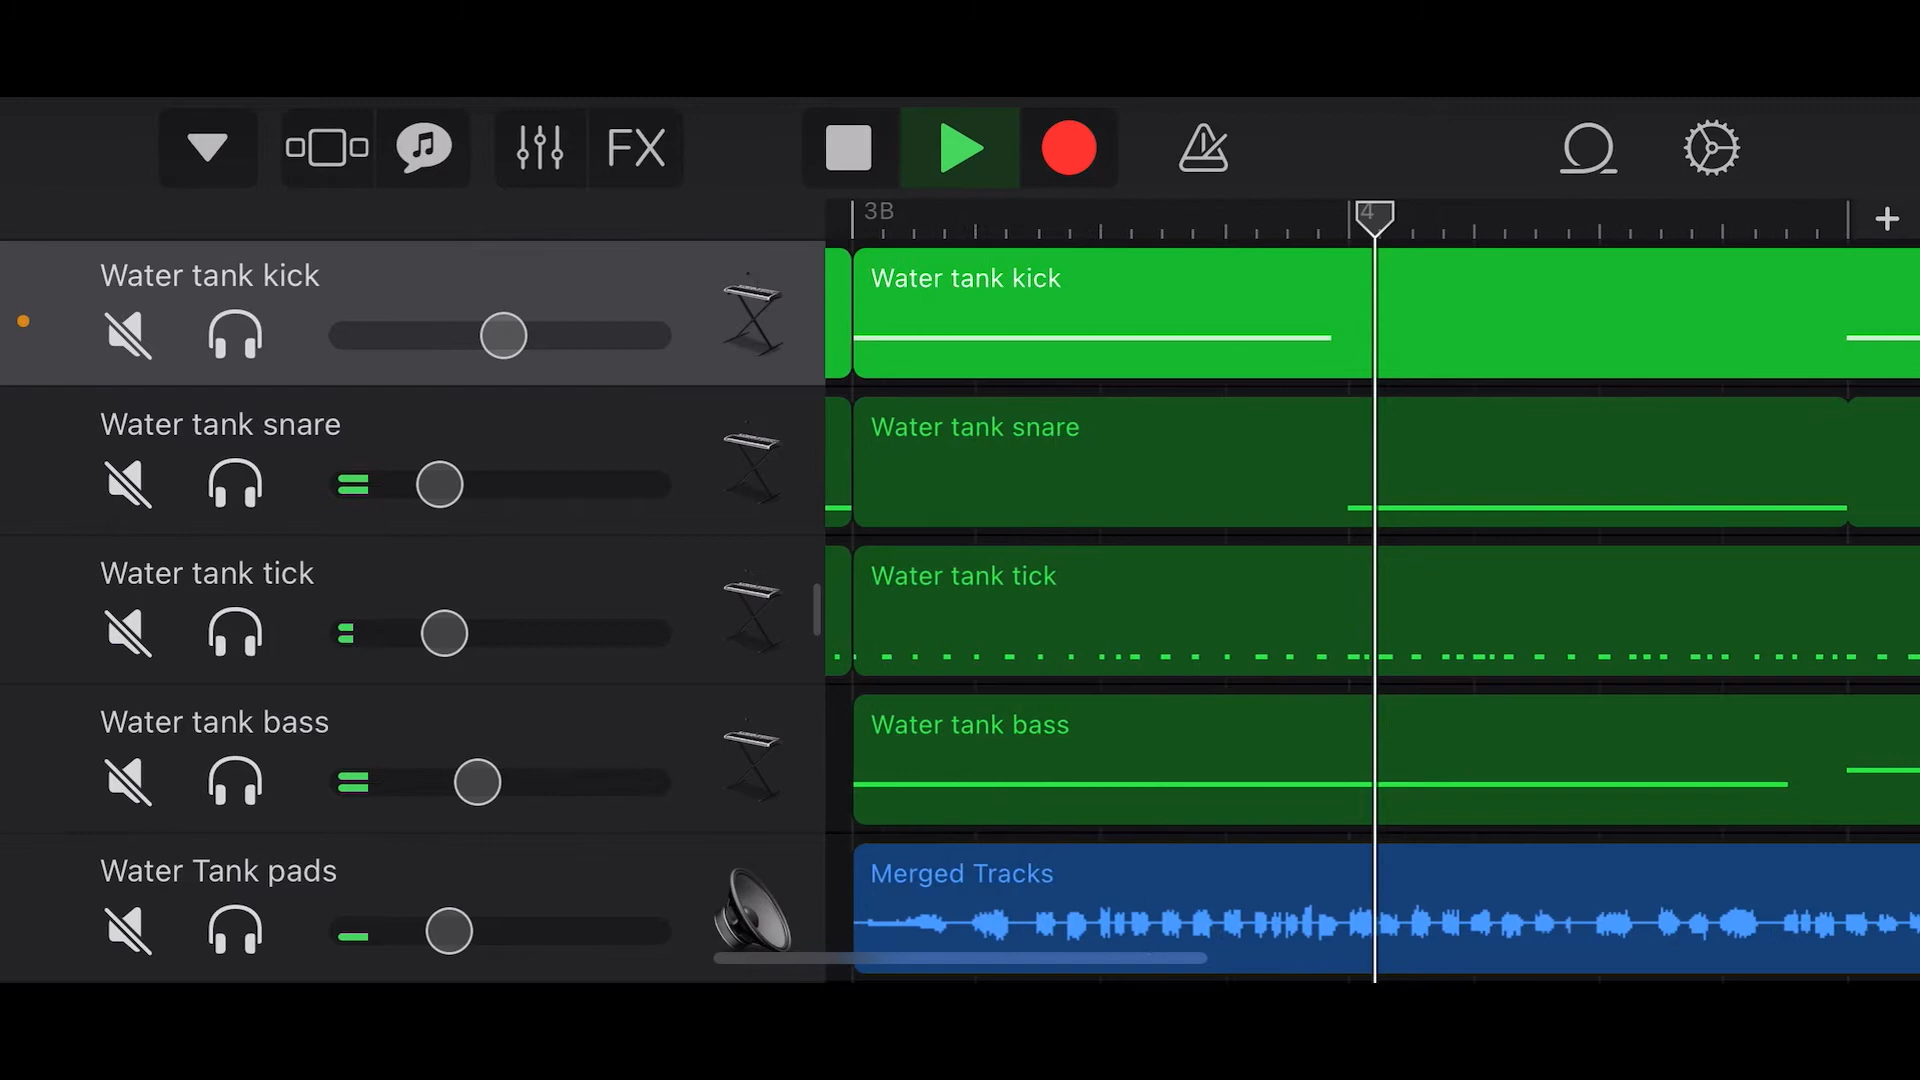 FX
3B
4
Water tank kick
Water tank kick
Water tank snare
Water tank snare
Water tank tick
Water tank tick
Water tank bass
Water tank bass
Water Tank pads
Merged Tracks